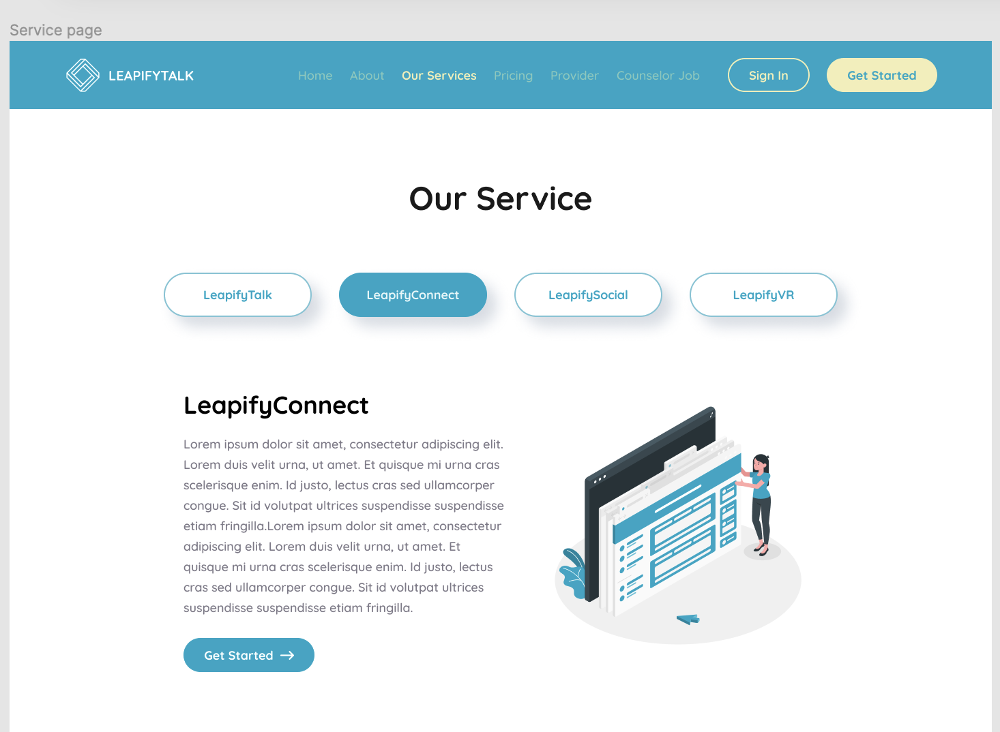 Service page
LEAPIFYTALK
Home About Our Services Pricing Provider Counselor Job Sign In Get Started
Our Service
LeapifyTalk LeapifyConnect LeapifySocial LeapifyVR
LeapifyConnect
Lorem ipsum dolor sit amet, consectetur adipiscing elit.
Lorem duis velit urna, ut amet. Et quisque mi urna cras
scelerisque enim. Id justo, lectus cras sed ullamcorper
congue. Sit id volutpat ultrices suspendisse suspendisse
etiam fringilla.Lorem ipsum dolor sit amet, consectetur
adipiscing elit. Lorem duis velit urna, ut amet. Et
quisque mi urna cras scelerisque enim. Id justo, lectus
cras sed ullamcorper congue. Sit id volutpat ultrices
suspendisse suspendisse etiam fringilla.
Get Started